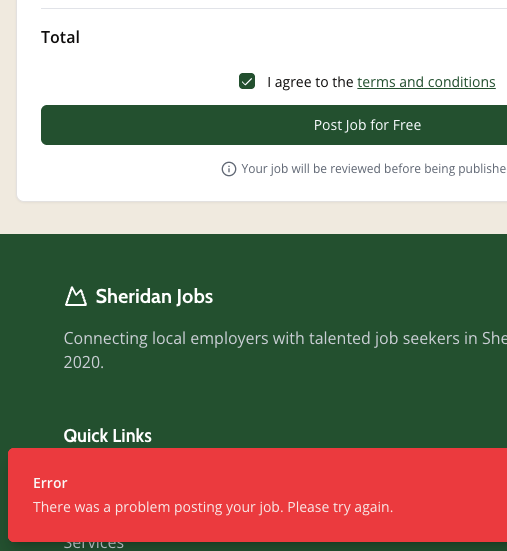 Total
I agree to the terms and conditions
Post Job for Free
Your job will be reviewed before being publishe
Sheridan Jobs
Connecting local employers with talented job seekers in She
2020.
Quick Links
Error
There was a problem posting your job. Please try again.
Services